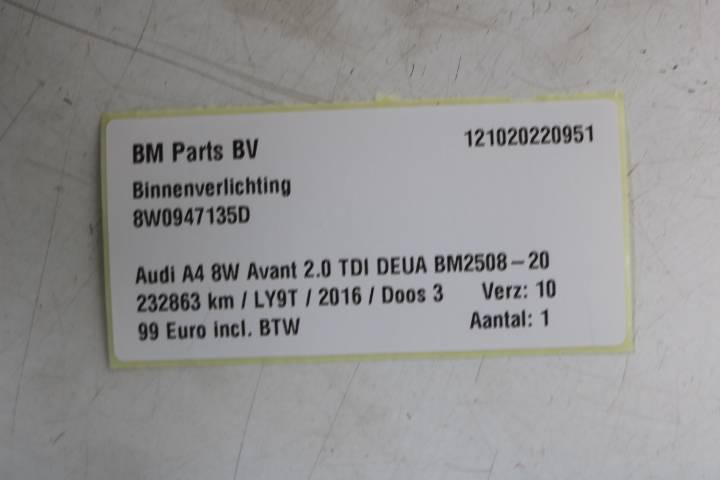 BM Parts BV 121020220951
Binnenverlichting
8W0947135D
Audi A4 8W Avant 2.0 TDI DEUA BM2508-20
232863 km / LY9T / 2016 / Doos 3 Verz: 10
99 Euro incl. BTW Aantal: 1